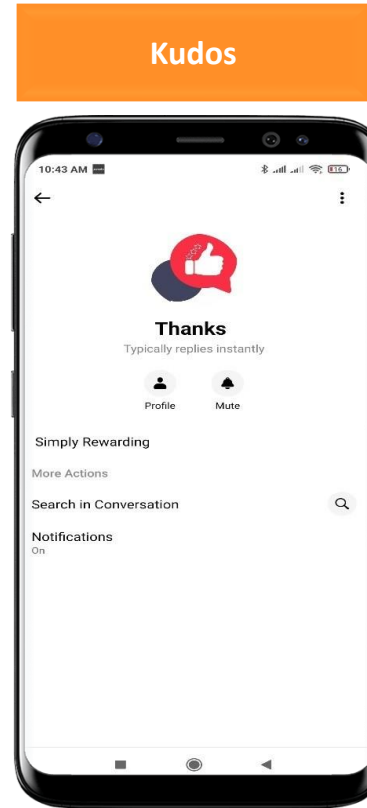 Kudos
10:43 AM
16
Thanks
Typically replies instantly
Profile Mute
Simply Rewarding
More Actions
Search in Conversation
Notifications
On